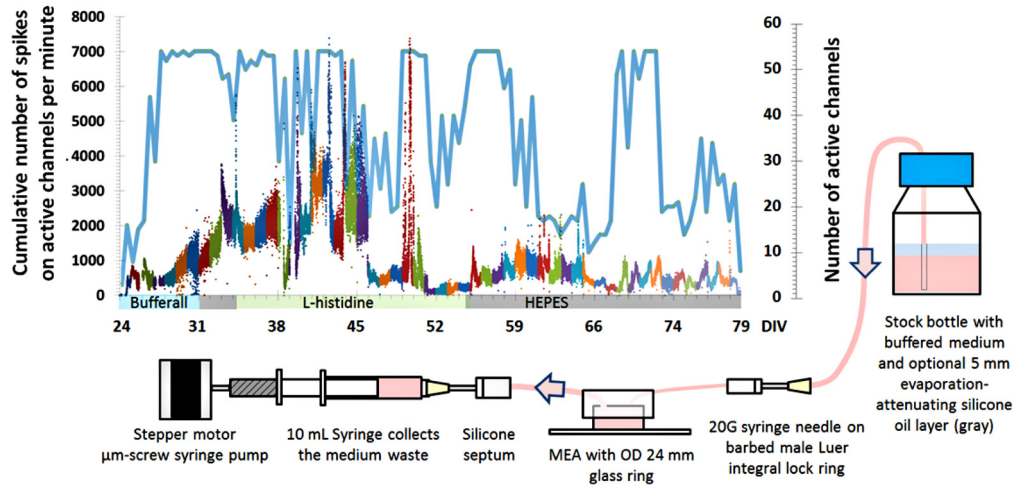 Cumulative number of spikes
on active channels per minute
8000
7000
6000
5000
4000
3000
2000
1000
0
60
50
40
30
20
10
0
Number of active channels
Bufferall
L-histidine
HEPES
24 31 38 45 52 59 66 74 79 DIV
Stock bottle with
buffered medium
and optional 5 mm
evaporation-
attenuating silicone
oil layer (gray)
Stepper motor
µm-screw syringe pump
10 mL Syringe collects
the medium waste
Silicone
septum
MEA with OD 24 mm
glass ring
20G syringe needle on
barbed male Luer
integral lock ring